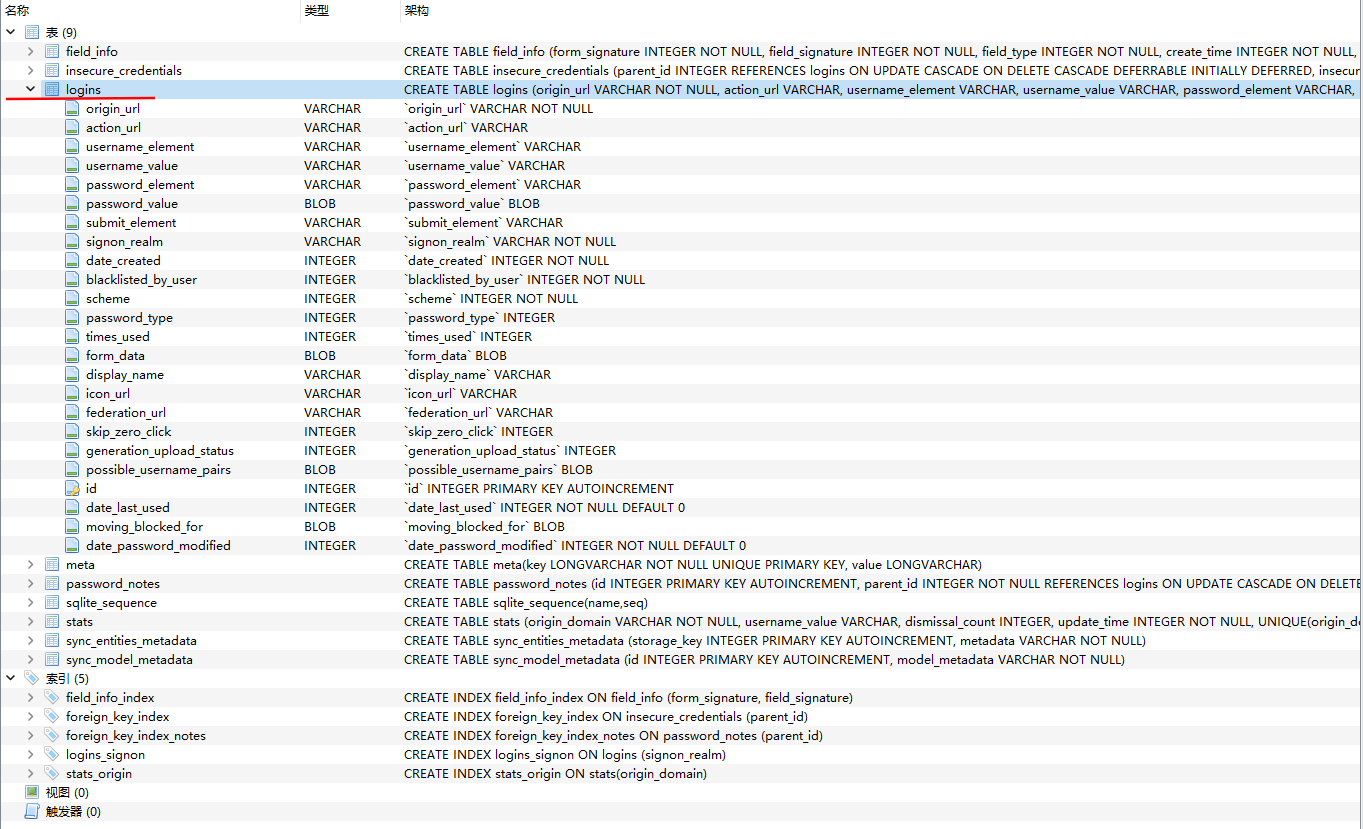 名称 类型 架构
表 (9)
field_info CREATE TABLE field_info (form_signature INTEGER NOT NULL, field_signature INTEGER NOT NULL, field_type INTEGER NOT NULL, create_time INTEGER NOT NULL,
insecure_credentials CREATE TABLE insecure_credentials (parent_id INTEGER REFERENCES logins ON UPDATE CASCADE ON DELETE CASCADE DEFERRABLE INITIALLY DEFERRED, insecur
logins CREATE TABLE logins (origin_url VARCHAR NOT NULL, action_url VARCHAR, username_element VARCHAR, username_value VARCHAR, password_element VARCHAR,
origin_url VARCHAR `origin_url` VARCHAR NOT NULL
action_url VARCHAR `action_url` VARCHAR
username_element VARCHAR `username_element` VARCHAR
username_value VARCHAR `username_value` VARCHAR
password_element VARCHAR `password_element` VARCHAR
password_value BLOB `password_value` BLOB
submit_element VARCHAR `submit_element` VARCHAR
signon_realm VARCHAR `signon_realm` VARCHAR NOT NULL
date_created INTEGER `date_created` INTEGER NOT NULL
blacklisted_by_user INTEGER `blacklisted_by_user` INTEGER NOT NULL
scheme INTEGER `scheme` INTEGER NOT NULL
password_type INTEGER `password_type` INTEGER
times_used INTEGER `times_used` INTEGER
form_data BLOB `form_data` BLOB
display_name VARCHAR `display_name` VARCHAR
icon_url VARCHAR `icon_url` VARCHAR
federation_url VARCHAR `federation_url` VARCHAR
skip_zero_click INTEGER `skip_zero_click` INTEGER
generation_upload_status INTEGER `generation_upload_status` INTEGER
possible_username_pairs BLOB `possible_username_pairs` BLOB
id INTEGER `id` INTEGER PRIMARY KEY AUTOINCREMENT
date_last_used INTEGER `date_last_used` INTEGER NOT NULL DEFAULT 0
moving_blocked_for BLOB `moving_blocked_for` BLOB
date_password_modified INTEGER `date_password_modified` INTEGER NOT NULL DEFAULT 0
meta CREATE TABLE meta(key LONGVARCHAR NOT NULL UNIQUE PRIMARY KEY, value LONGVARCHAR)
password_notes CREATE TABLE password_notes (id INTEGER PRIMARY KEY AUTOINCREMENT, parent_id INTEGER NOT NULL REFERENCES logins ON UPDATE CASCADE ON DELETE
sqlite_sequence CREATE TABLE sqlite_sequence(name,seq)
stats CREATE TABLE stats (origin_domain VARCHAR NOT NULL, username_value VARCHAR, dismissal_count INTEGER, update_time INTEGER NOT NULL, UNIQUE(origin_do
sync_entities_metadata CREATE TABLE sync_entities_metadata (storage_key INTEGER PRIMARY KEY AUTOINCREMENT, metadata VARCHAR NOT NULL)
sync_model_metadata CREATE TABLE sync_model_metadata (id INTEGER PRIMARY KEY AUTOINCREMENT, model_metadata VARCHAR NOT NULL)
索引 (5)
field_info_index CREATE INDEX field_info_index ON field_info (form_signature, field_signature)
foreign_key_index CREATE INDEX foreign_key_index ON insecure_credentials (parent_id)
foreign_key_index_notes CREATE INDEX foreign_key_index_notes ON password_notes (parent_id)
logins_signon CREATE INDEX logins_signon ON logins (signon_realm)
stats_origin CREATE INDEX stats_origin ON stats(origin_domain)
视图 (0)
触发器 (0)